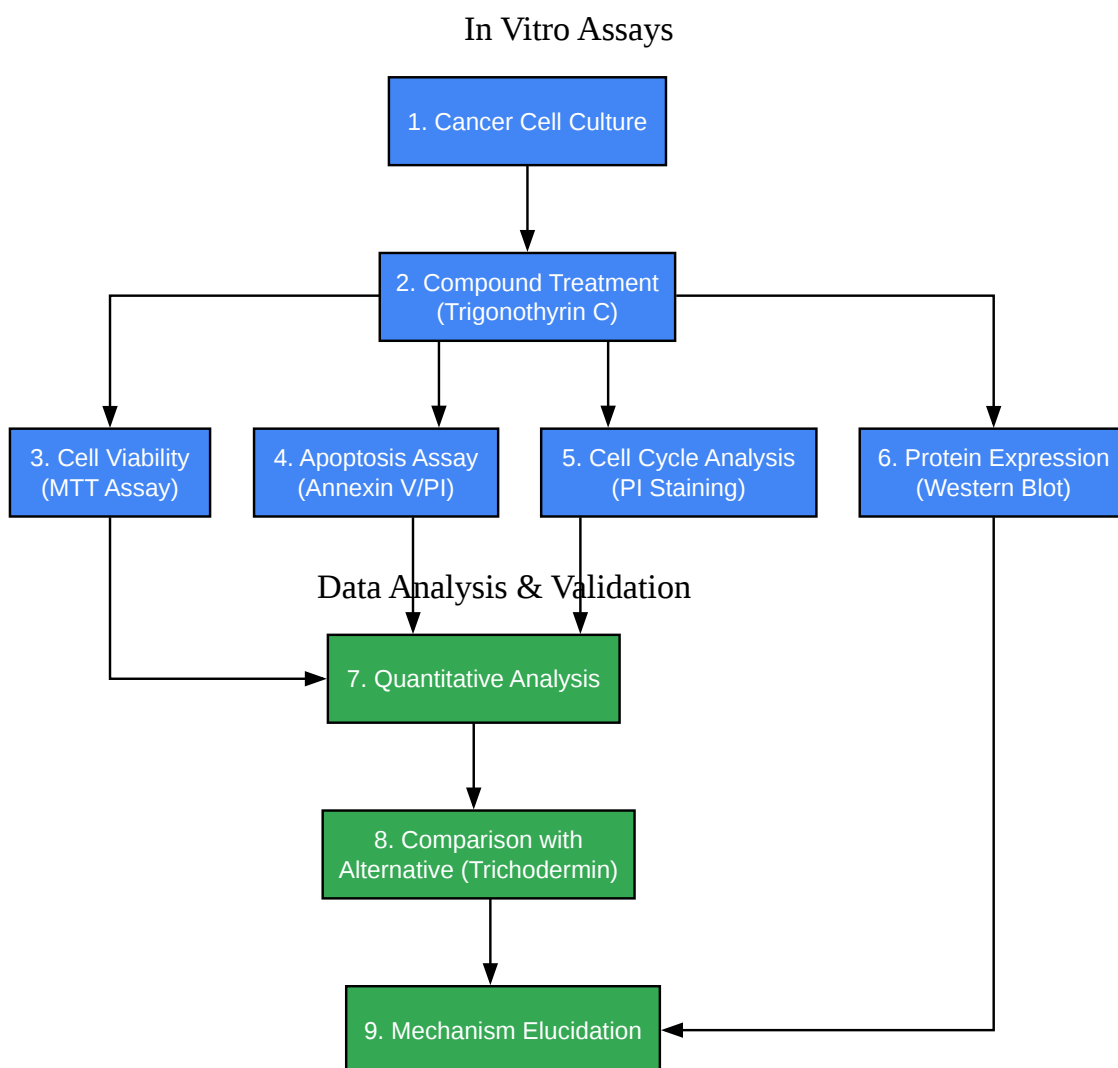 In Vitro Assays
1. Cancer Cell Culture
2. Compound Treatment
(Trigonothyrin C)
3. Cell Viability
(MTT Assay)
4. Apoptosis Assay
(Annexin V/PI)
5. Cell Cycle Analysis
(PI Staining)
6. Protein Expression
(Western Blot)
Data Analysis & Validation
7. Quantitative Analysis
8. Comparison with
Alternative (Trichodermin)
9. Mechanism Elucidation